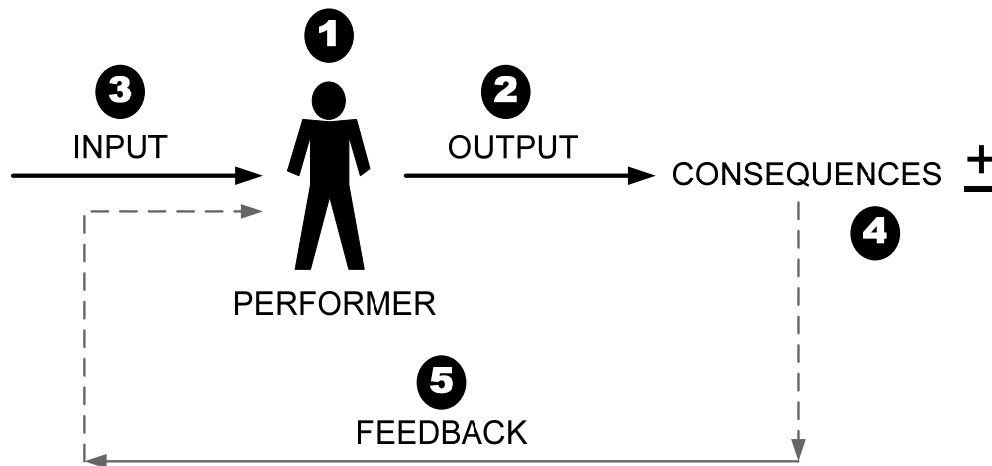 1
3
2
INPUT
OUTPUT
CONSEQUENCES ±
4
PERFORMER
5
FEEDBACK